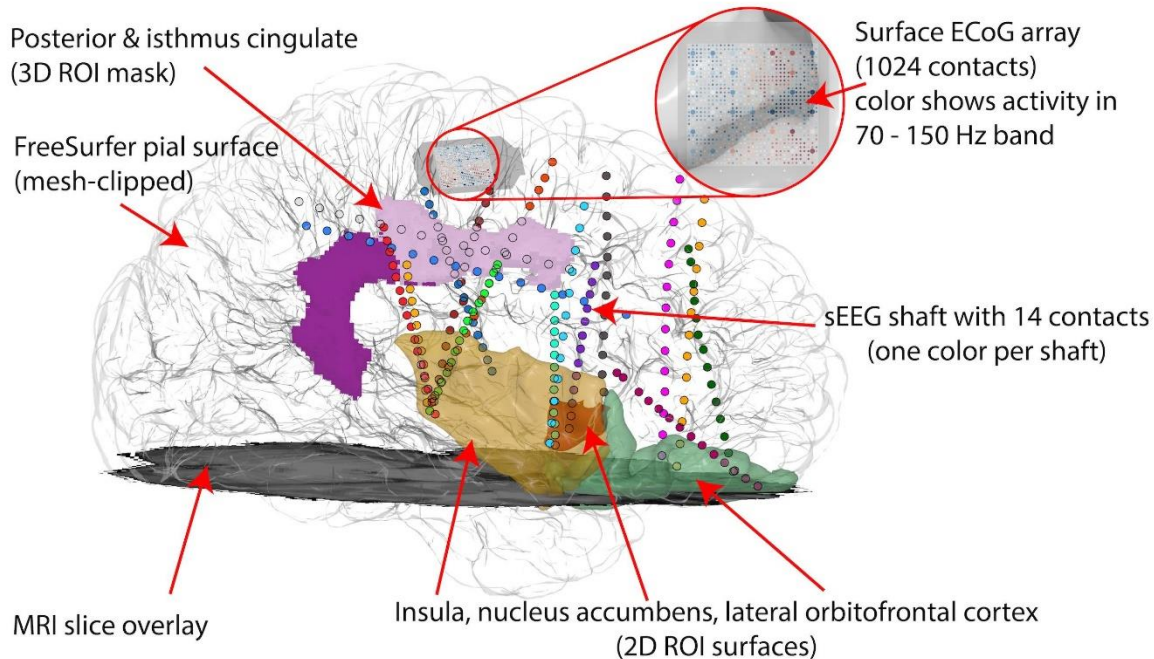 Posterior & isthmus cingulate
(3D ROI mask)
Surface ECoG array
(1024 contacts)
color shows activity in
70 - 150 Hz band
FreeSurfer pial surface
(mesh-clipped)
sEEG shaft with 14 contacts
(one color per shaft)
MRI slice overlay
Insula, nucleus accumbens, lateral orbitofrontal cortex
(2D ROI surfaces)